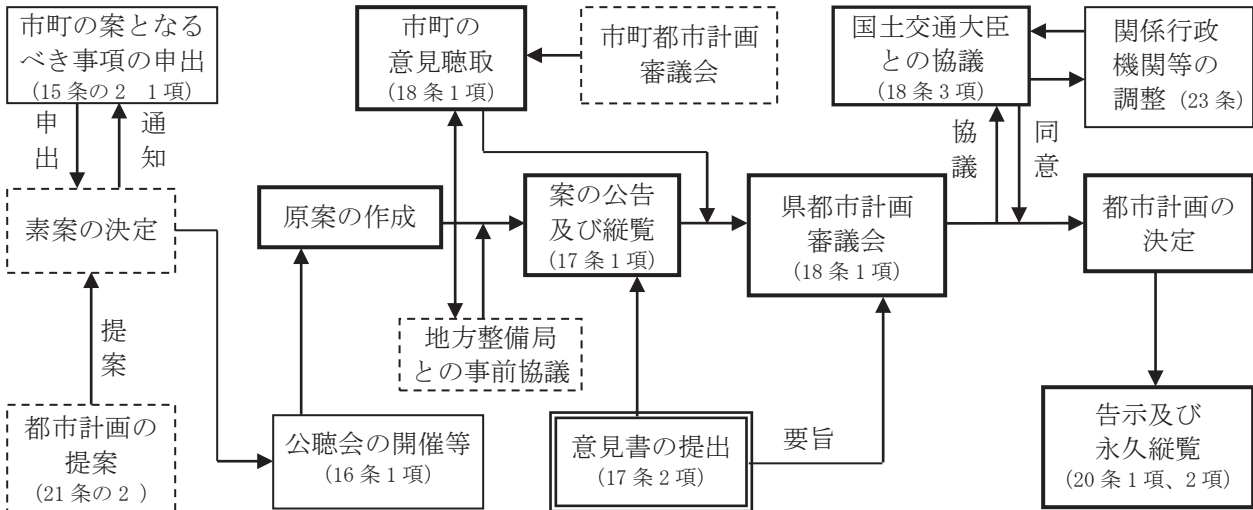 市町の案となる
べき事項の申出
(15条の2 1項)
申出
通知
素案の決定
提案
都市計画の
提案
(21条の2 )
市町の
意見聴取
(18条1項)
市町都市計画
審議会
原案の作成
案の公告
及び縦覧
(17条1項)
地方整備局
との事前協議
公聴会の開催等
(16条1項)
意見書の提出
(17条2項)
要旨
国土交通大臣
との協議
(18条3項)
関係行政
機関等の
調整 (23条)
協議
同意
県都市計画
審議会
(18条1項)
都市計画の
決定
告示及び
永久縦覧
(20条1項、2項)